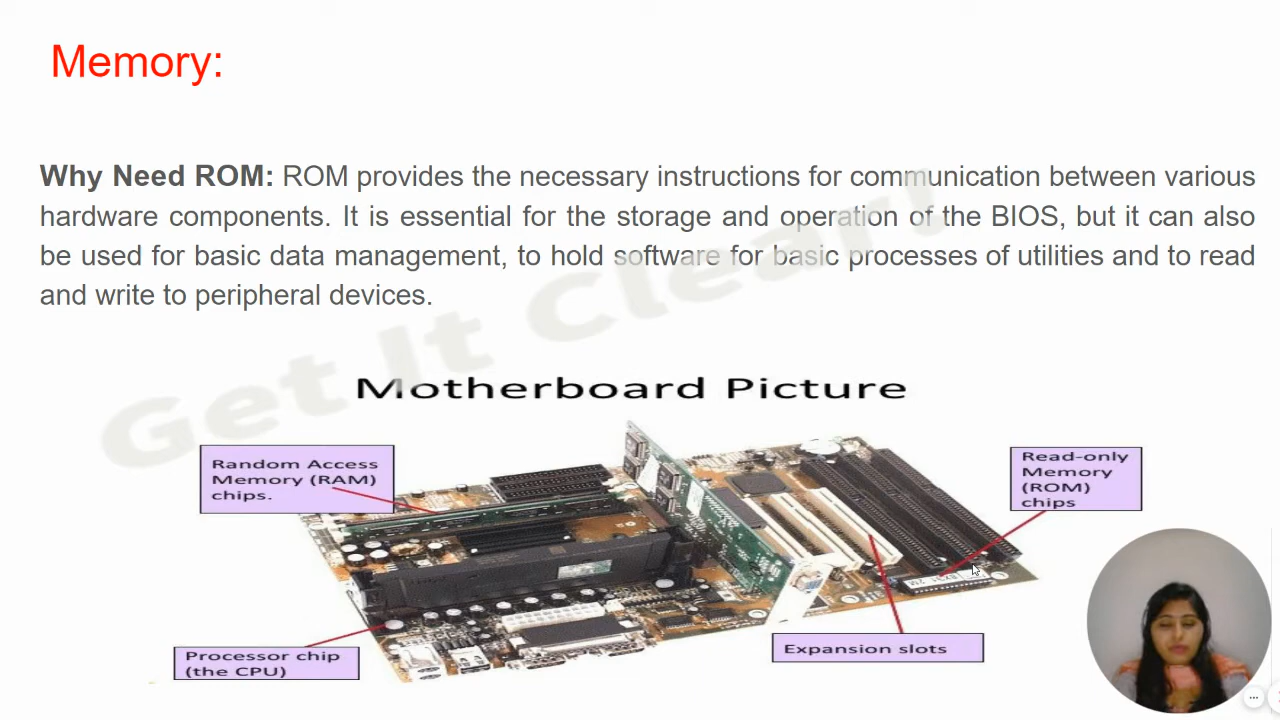 Memory:
Why Need ROM: ROM provides the necessary instructions for communication between various
hardware components. It is essential for the storage and operation of the BIOS, but it can also
be used for basic data management, to hold software for basic processes of utilities and to read
and write to peripheral devices.
Get It Clear!
Motherboard Picture
Random Access
Memory (RAM)
chips.
Read-only
Memory
(ROM)
chips
Processor chip
(the CPU)
Expansion slots